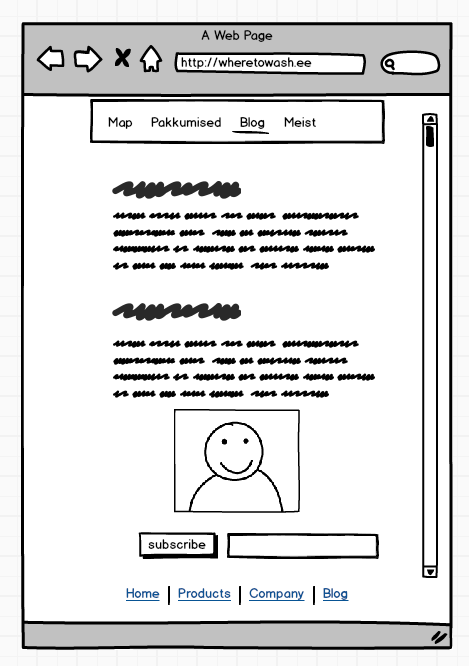 A Web Page
http://wheretowash.ee
Map Pakkumised Blog Meist
subscribe
Home Products Company Blog